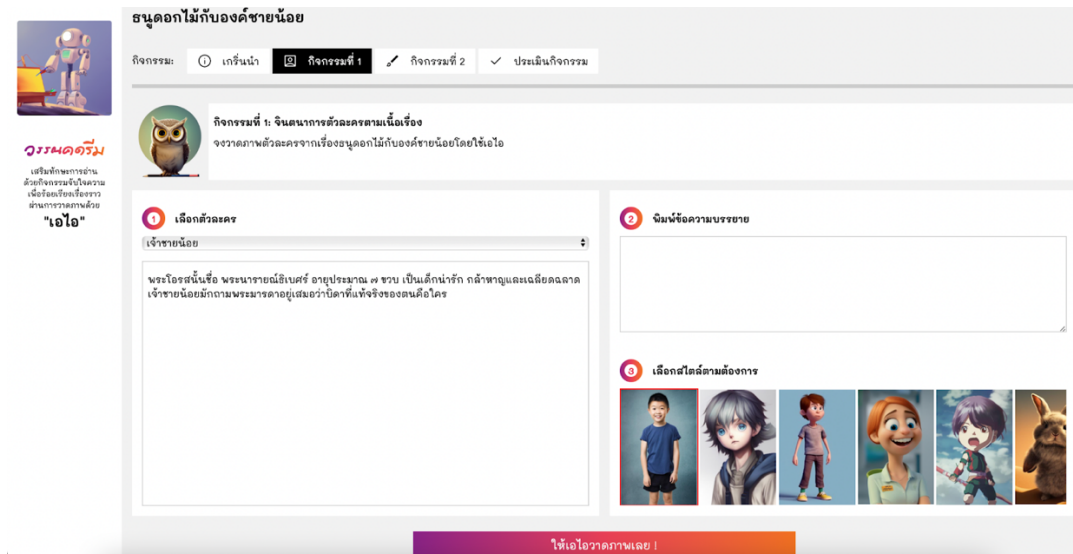 ธนูดอกไม้กับองค์ชายน้อย
กิจกรรม:
เกริ่นนำ
กิจกรรมที่ 1
กิจกรรมที่ 2
ประเมินกิจกรรม
วรรณคดรีม
เสริมทักษะการอ่าน
ด้วยกิจกรรมจับใจความ
เพื่อร้อยเรียงเรื่องราว
ผ่านการวาดภาพด้วย
"เอไอ"
กิจกรรมที่ 1: จินตนาการตัวละครตามเนื้อเรื่อง
จงวาดภาพตัวละครจากเรื่องธนูดอกไม้กับองค์ชายน้อยโดยใช้เอไอ
1 เลือกตัวละคร
เจ้าชายน้อย
พระโอรสนั้นชื่อ พระนารายณ์ธิเบศร์ อายุประมาณ ๗ ขวบ เป็นเด็กน่ารัก กล้าหาญและเฉลียวฉลาด
เจ้าชายน้อยมักถามพระมารดาอยู่เสมอว่าบิดาที่แท้จริงของตนคือใคร
2 พิมพ์ข้อความบรรยาย
3 เลือกสไตล์ตามต้องการ
ให้เอไอวาดภาพเลย !